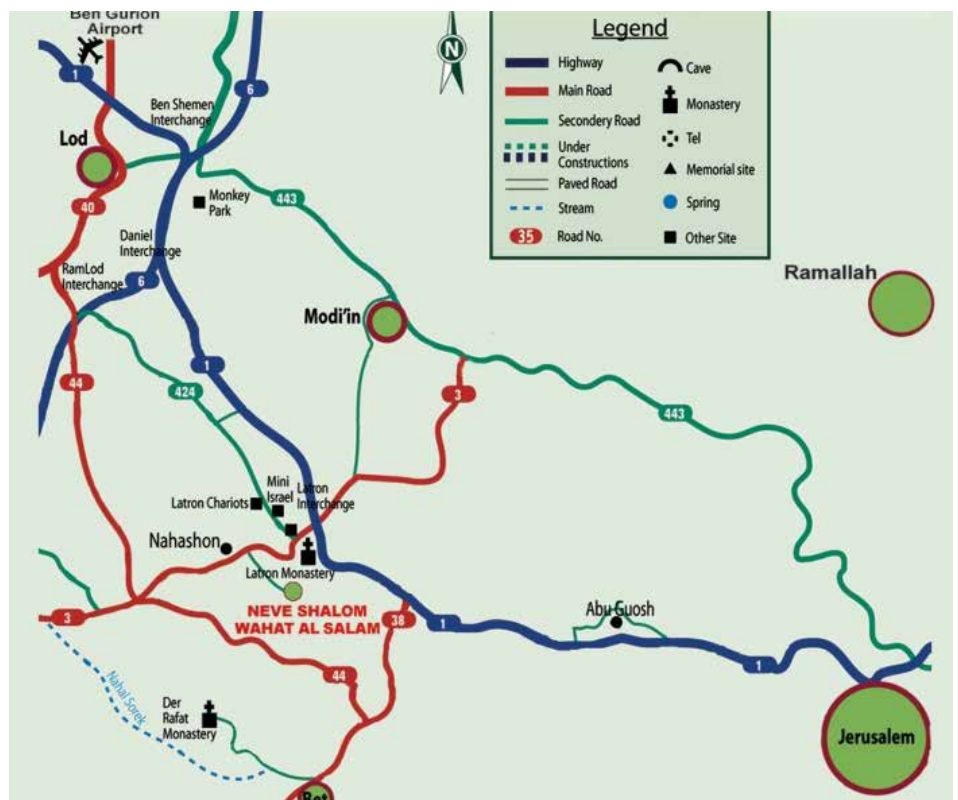 Ben Gurion
Airport
1
6
Ben Shemen
Interchange
Lod
443
Monkey
Park
40
Daniel
Interchange
RamLod
Interchange
6
Modi'in
1
44
424
3
443
Mini
Israel
Latron
Interchange
Latron Chariots
Nahashon
Latron Monastery
NEVE SHALOM
WAHAT AL SALAM
3
38
1
Abu Guosh
1
44
Nahal Sorek
Der
Rafat
Monastery
Jerusalem
Bet
Ramallah
N
Legend
Highway
Main Road
Secondery Road
Under
Constructions
Paved Road
Stream
35
Road No.
Cave
Monastery
Tel
Memorial site
Spring
Other Site